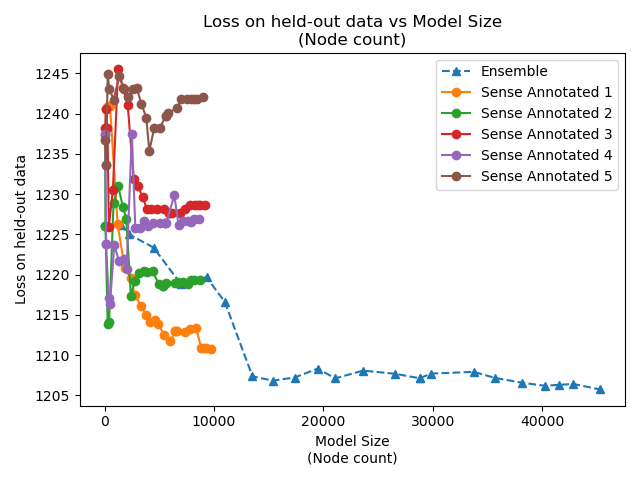 Loss on held-out data vs Model Size
(Node count)
Loss on held-out data
1245
1240
1235
1230
1225
1220
1215
1210
1205
Ensemble
Sense Annotated 1
Sense Annotated 2
Sense Annotated 3
Sense Annotated 4
Sense Annotated 5
0 10000 20000 30000 40000
Model Size
(Node count)